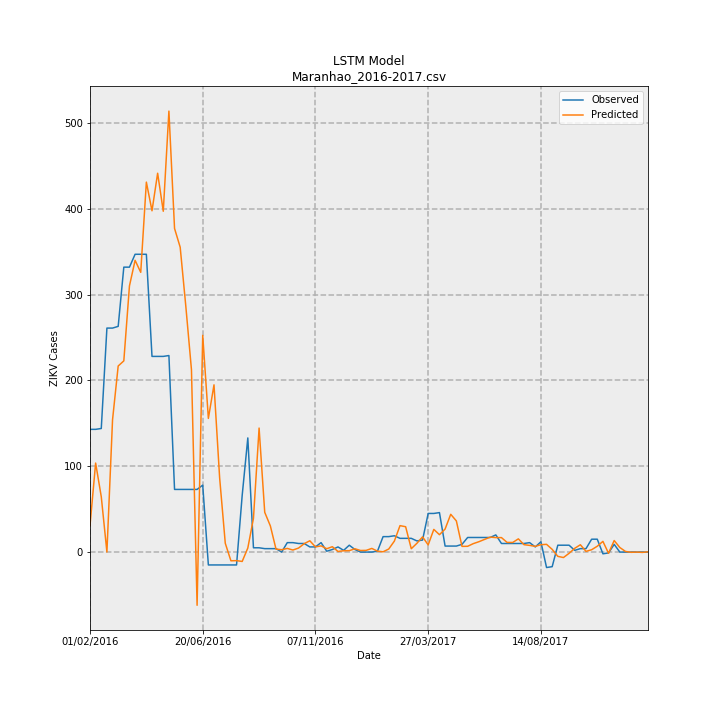 LSTM Model
Maranhao_2016-2017.csv
Observed
Predicted
500
400
300
200
100
0
ZIKV Cases
01/02/2016
20/06/2016
07/11/2016
27/03/2017
14/08/2017
Date